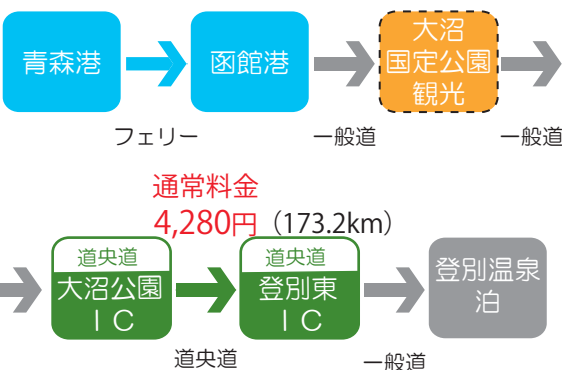 青森港
函館港
大沼
国定公園
観光
フェリー
一般道
一般道
通常料金
4,280円（173.2km）
道央道
大沼公園
ＩＣ
道央道
登別東
ＩＣ
登別温泉
泊
道央道
一般道